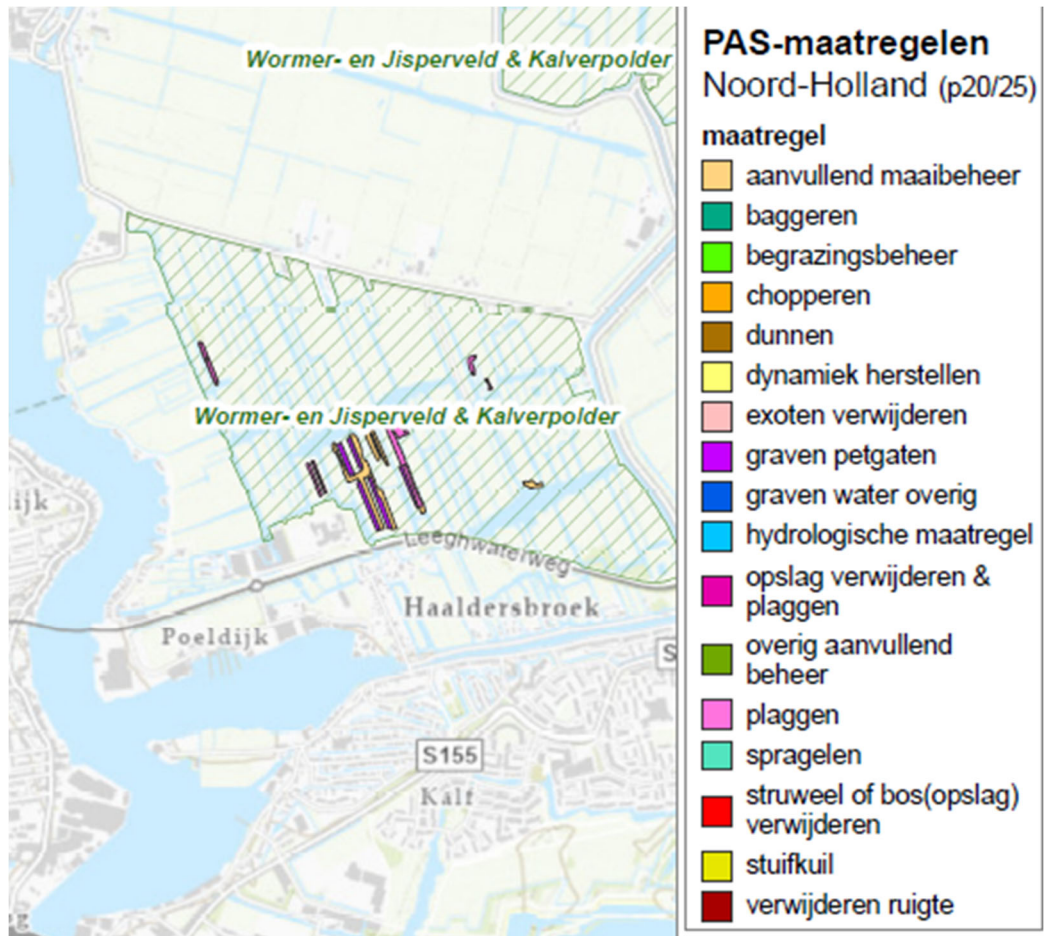 Wormer- en Jisperveld & Kalverpolder
Wormer- en Jisperveld & Kalverpolder
ijk
Leeghwaterweg
Haaldersbroek
Poeldijk
S
S155
Kalf
g
PAS-maatregelen
Noord-Holland (p20/25)
maatregel
aanvullend maaibeheer
baggeren
begrazingsbeheer
chopperen
dunnen
dynamiek herstellen
exoten verwijderen
graven petgaten
graven water overig
hydrologische maatregel
opslag verwijderen &
plaggen
overig aanvullend
beheer
plaggen
spragelen
struweel of bos(opslag)
verwijderen
stuifkuil
verwijderen ruigte